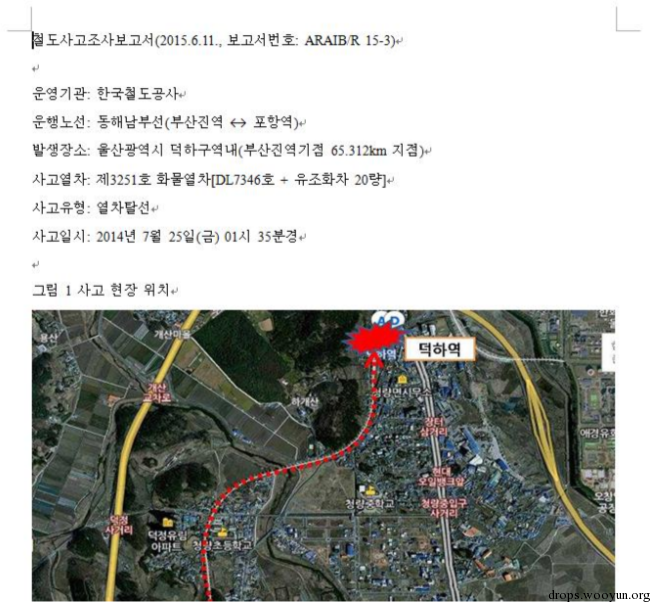 철도사고조사보고서(2015.6.11., 보고서번호: ARAIB/R 15-3)
운영기관: 한국철도공사
운행노선: 동해남부선(부산진역 ↔ 포항역)
발생장소: 울산광역시 덕하구역내(부산진역기점 65.312km 지점)
사고열차: 제3251호 화물열차[DL7346호 + 유조화차 20량]
사고유형: 열차탈선
사고일시: 2014년 7월 25일(금) 01시 35분경
그림 1 사고 현장 위치
개산마을
덕하역
개산
교차로
하개산
청량면사무소
장터
삼거리
현대
오일뱅크앞
청량중입구
사거리
청량중학교
덕정
사거리
덕정유림
아파트
청량초등학교
drops.wooyun.org